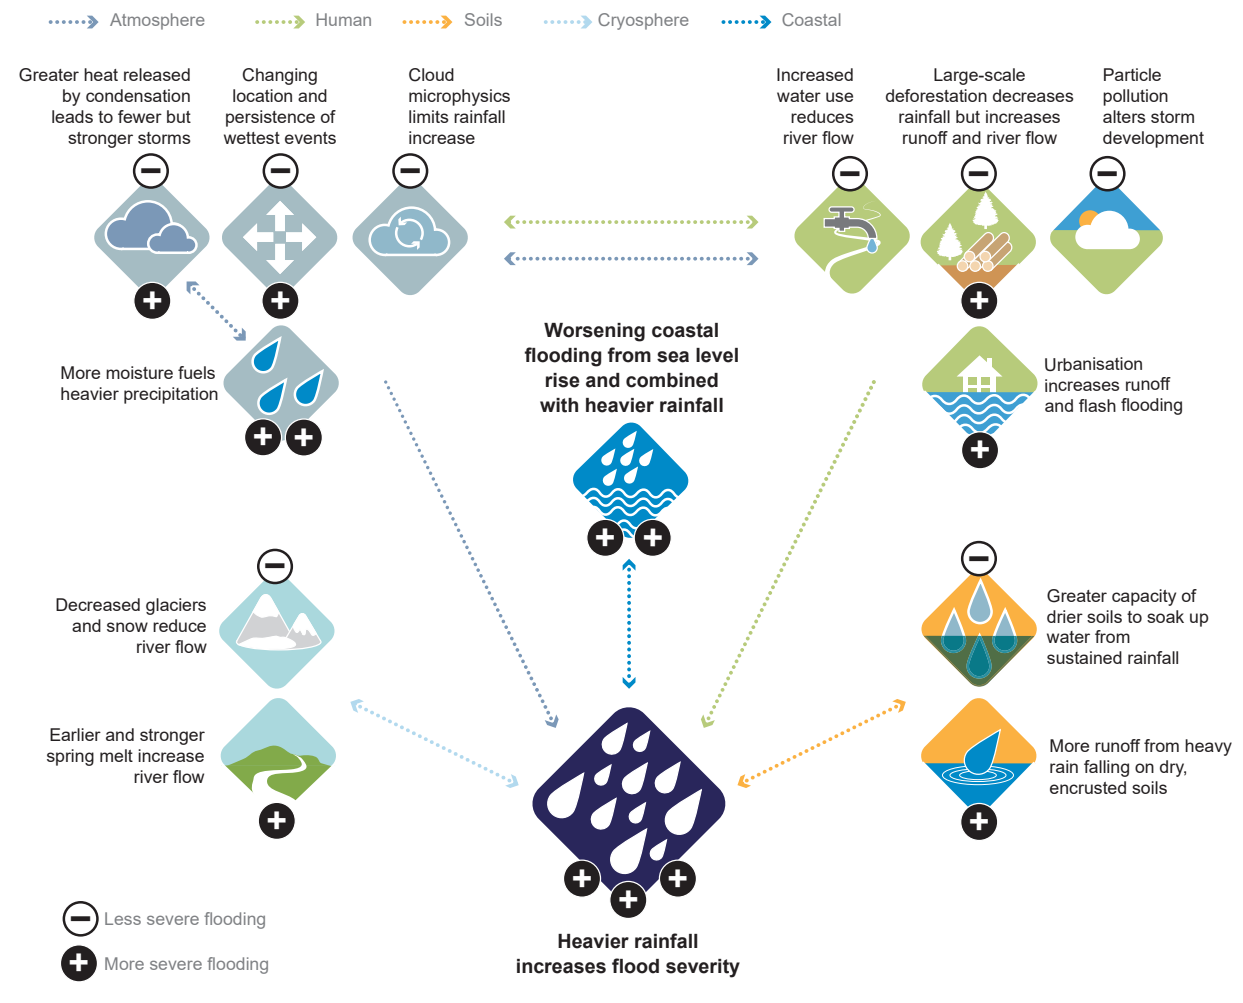 Atmosphere
Human
Soils
Cryosphere
Coastal
Greater heat released
by condensation
leads to fewer but
stronger storms
Changing
location and
persistence of
wettest events
Cloud
microphysics
limits rainfall
increase
Increased
water use
reduces
river flow
Large-scale
deforestation decreases
rainfall but increases
runoff and river flow
Particle
pollution
alters storm
development
More moisture fuels
heavier precipitation
Worsening coastal
flooding from sea level
rise and combined
with heavier rainfall
Urbanisation
increases runoff
and flash flooding
Decreased glaciers
and snow reduce
river flow
Greater capacity of
drier soils to soak up
water from
sustained rainfall
Earlier and stronger
spring melt increase
river flow
More runoff from heavy
rain falling on dry,
encrusted soils
Less severe flooding
More severe flooding
Heavier rainfall
increases flood severity